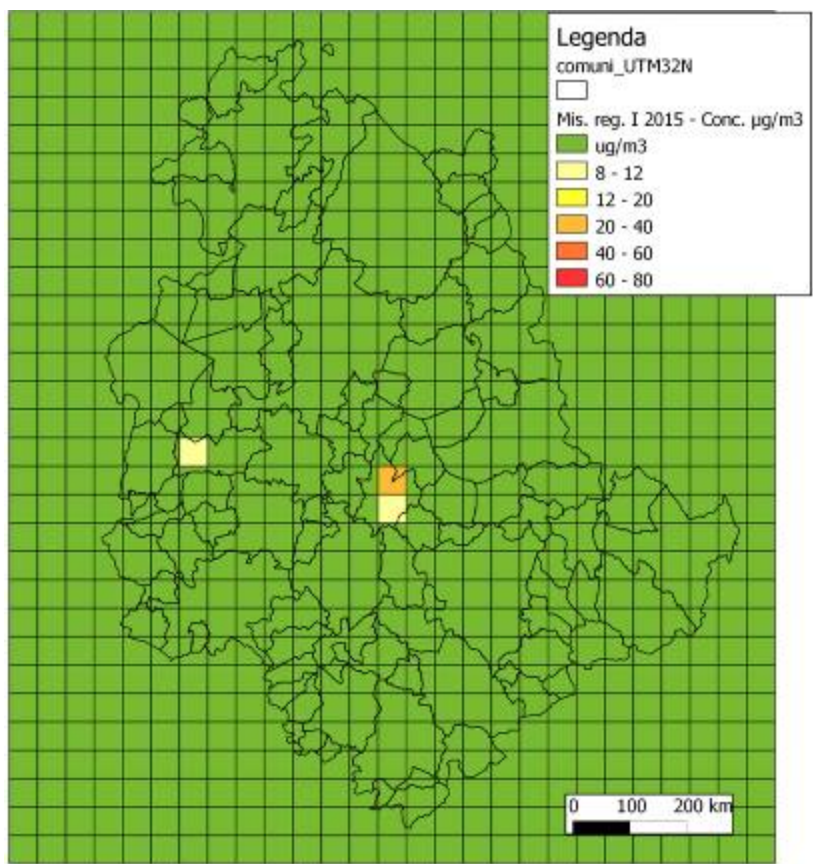 Legenda
comuni_UTM32N
Mis. reg. I 2015 - Conc. µg/m3
ug/m3
8 - 12
12 - 20
20 - 40
40 - 60
60 - 80
0 100 200 km